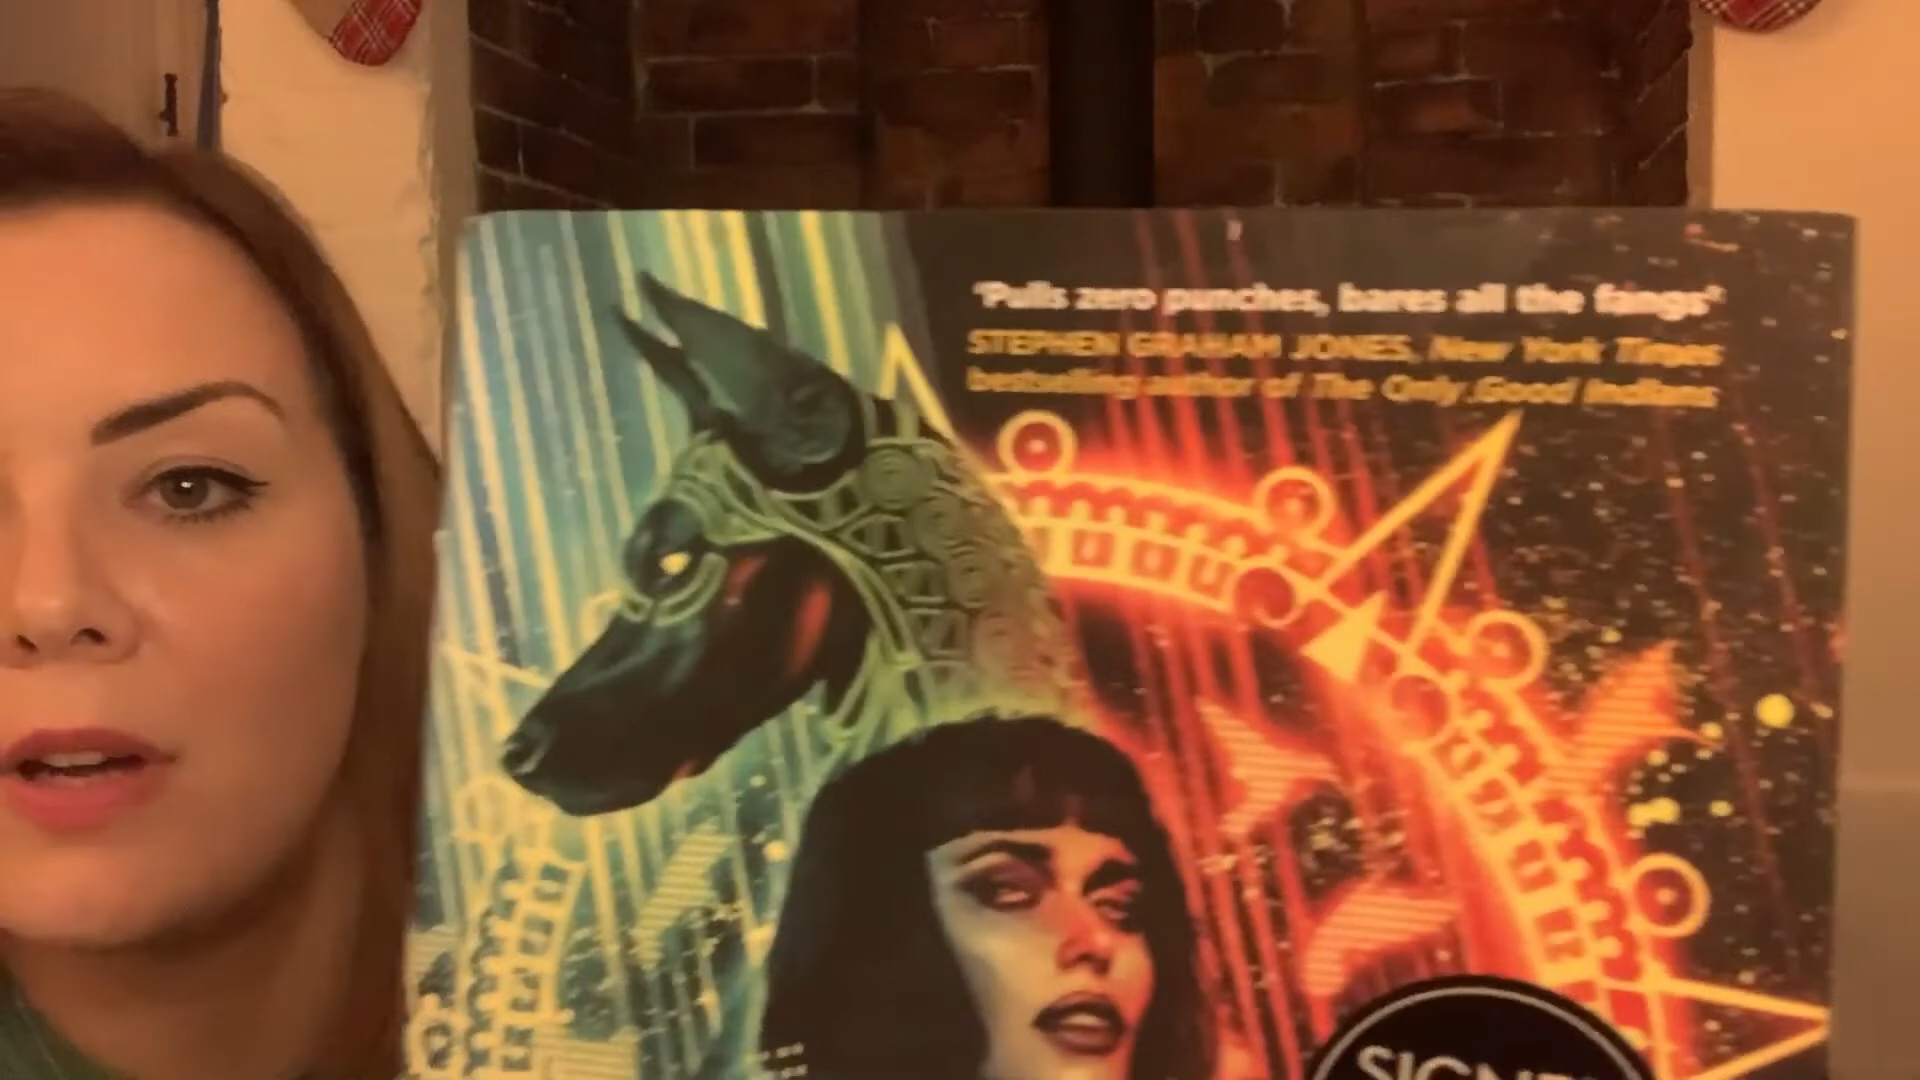 'Pulls zero punches, bares all the fangs'
STEPHEN GRAHAM JONES, New York Times
bestselling author of The Only Good Indians
SIGNE